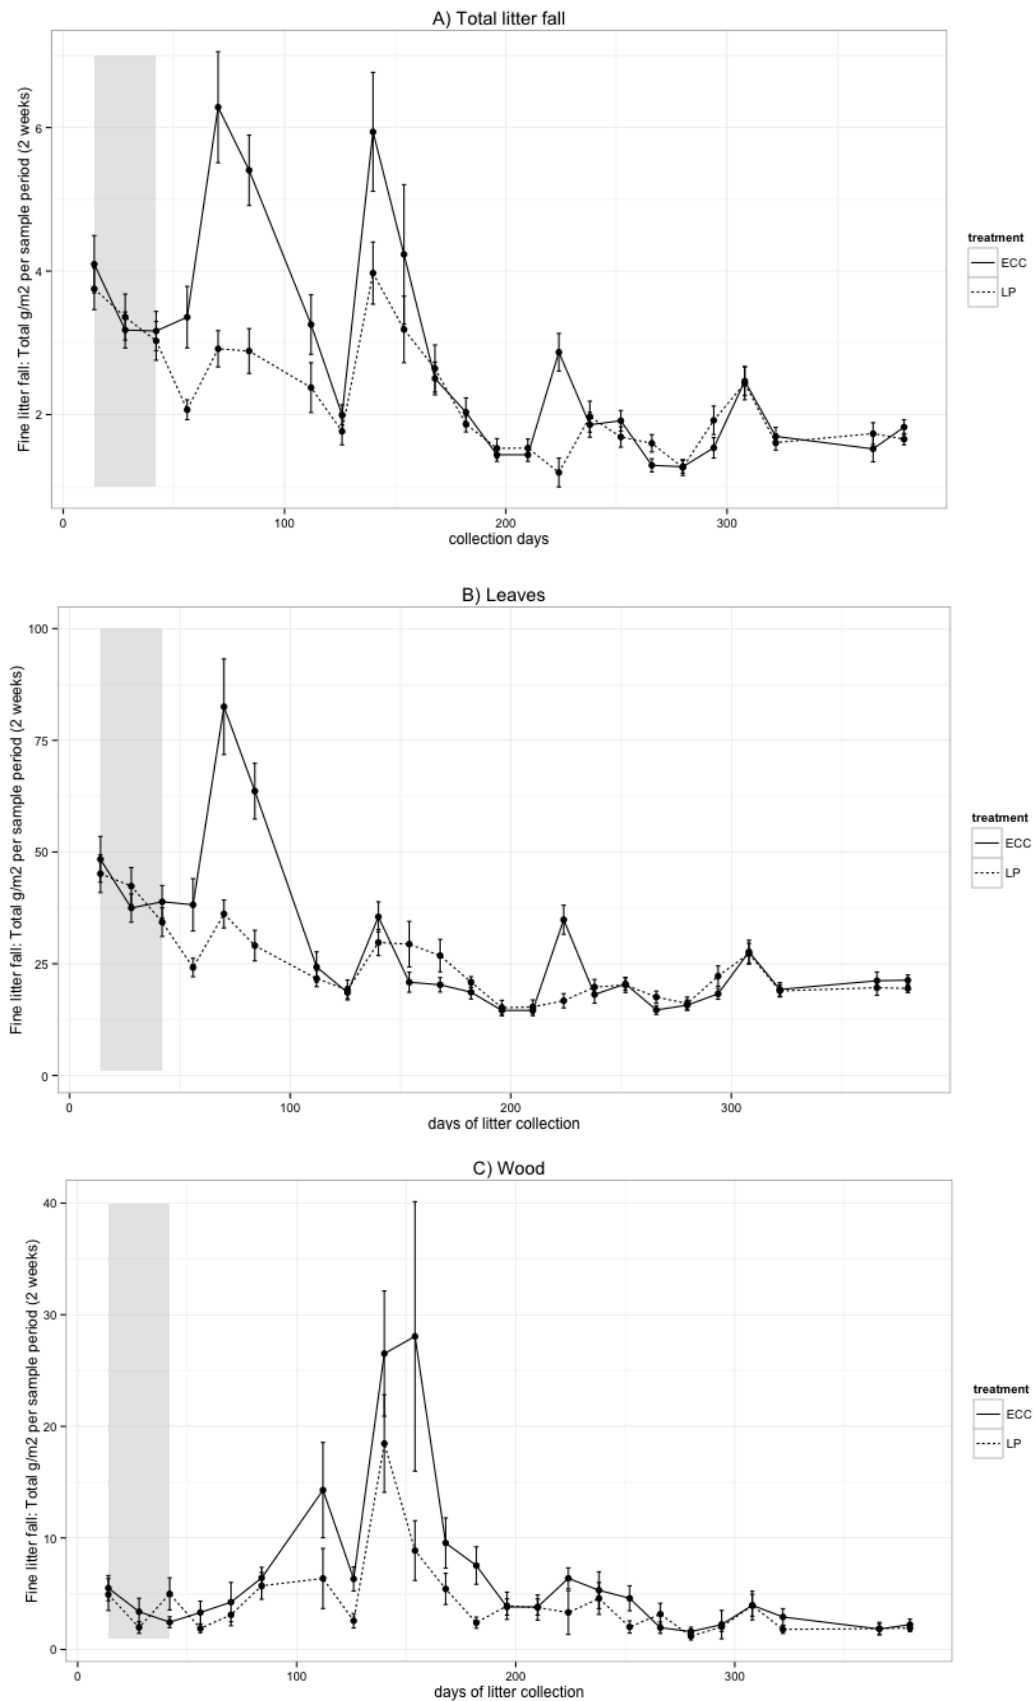 A) Total litter fall
Fine litter fall: Total g/m2 per sample period (2 weeks)
6
4
2
0 100 200 300
collection days
treatment
ECC
LP
B) Leaves
Fine litter fall: Total g/m2 per sample period (2 weeks)
100
75
50
25
0
0 100 200 300
days of litter collection
treatment
ECC
LP
C) Wood
Fine litter fall: Total g/m2 per sample period (2 weeks)
40
30
20
10
0
0 100 200 300
days of litter collection
treatment
ECC
LP